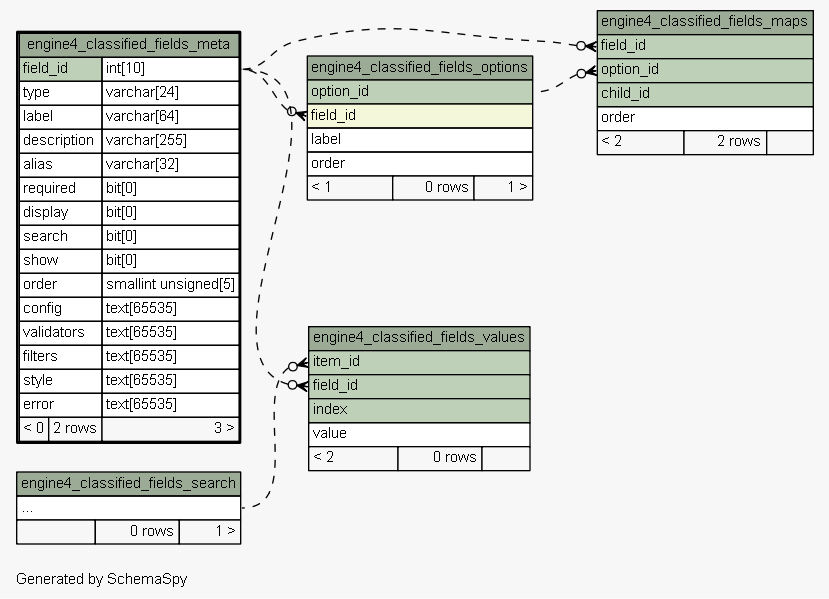 engine4_classified_fields_meta
field_id int[10]
type varchar[24]
label varchar[64]
description varchar[255]
alias varchar[32]
required bit[0]
display bit[0]
search bit[0]
show bit[0]
order smallint unsigned[5]
config text[65535]
validators text[65535]
filters text[65535]
style text[65535]
error text[65535]
< 0 2 rows 3 >
engine4_classified_fields_options
option_id
field_id
label
order
< 1 0 rows 1 >
engine4_classified_fields_maps
field_id
option_id
child_id
order
< 2 2 rows
engine4_classified_fields_values
item_id
field_id
index
value
< 2 0 rows
engine4_classified_fields_search
...
0 rows 1 >
Generated by SchemaSpy